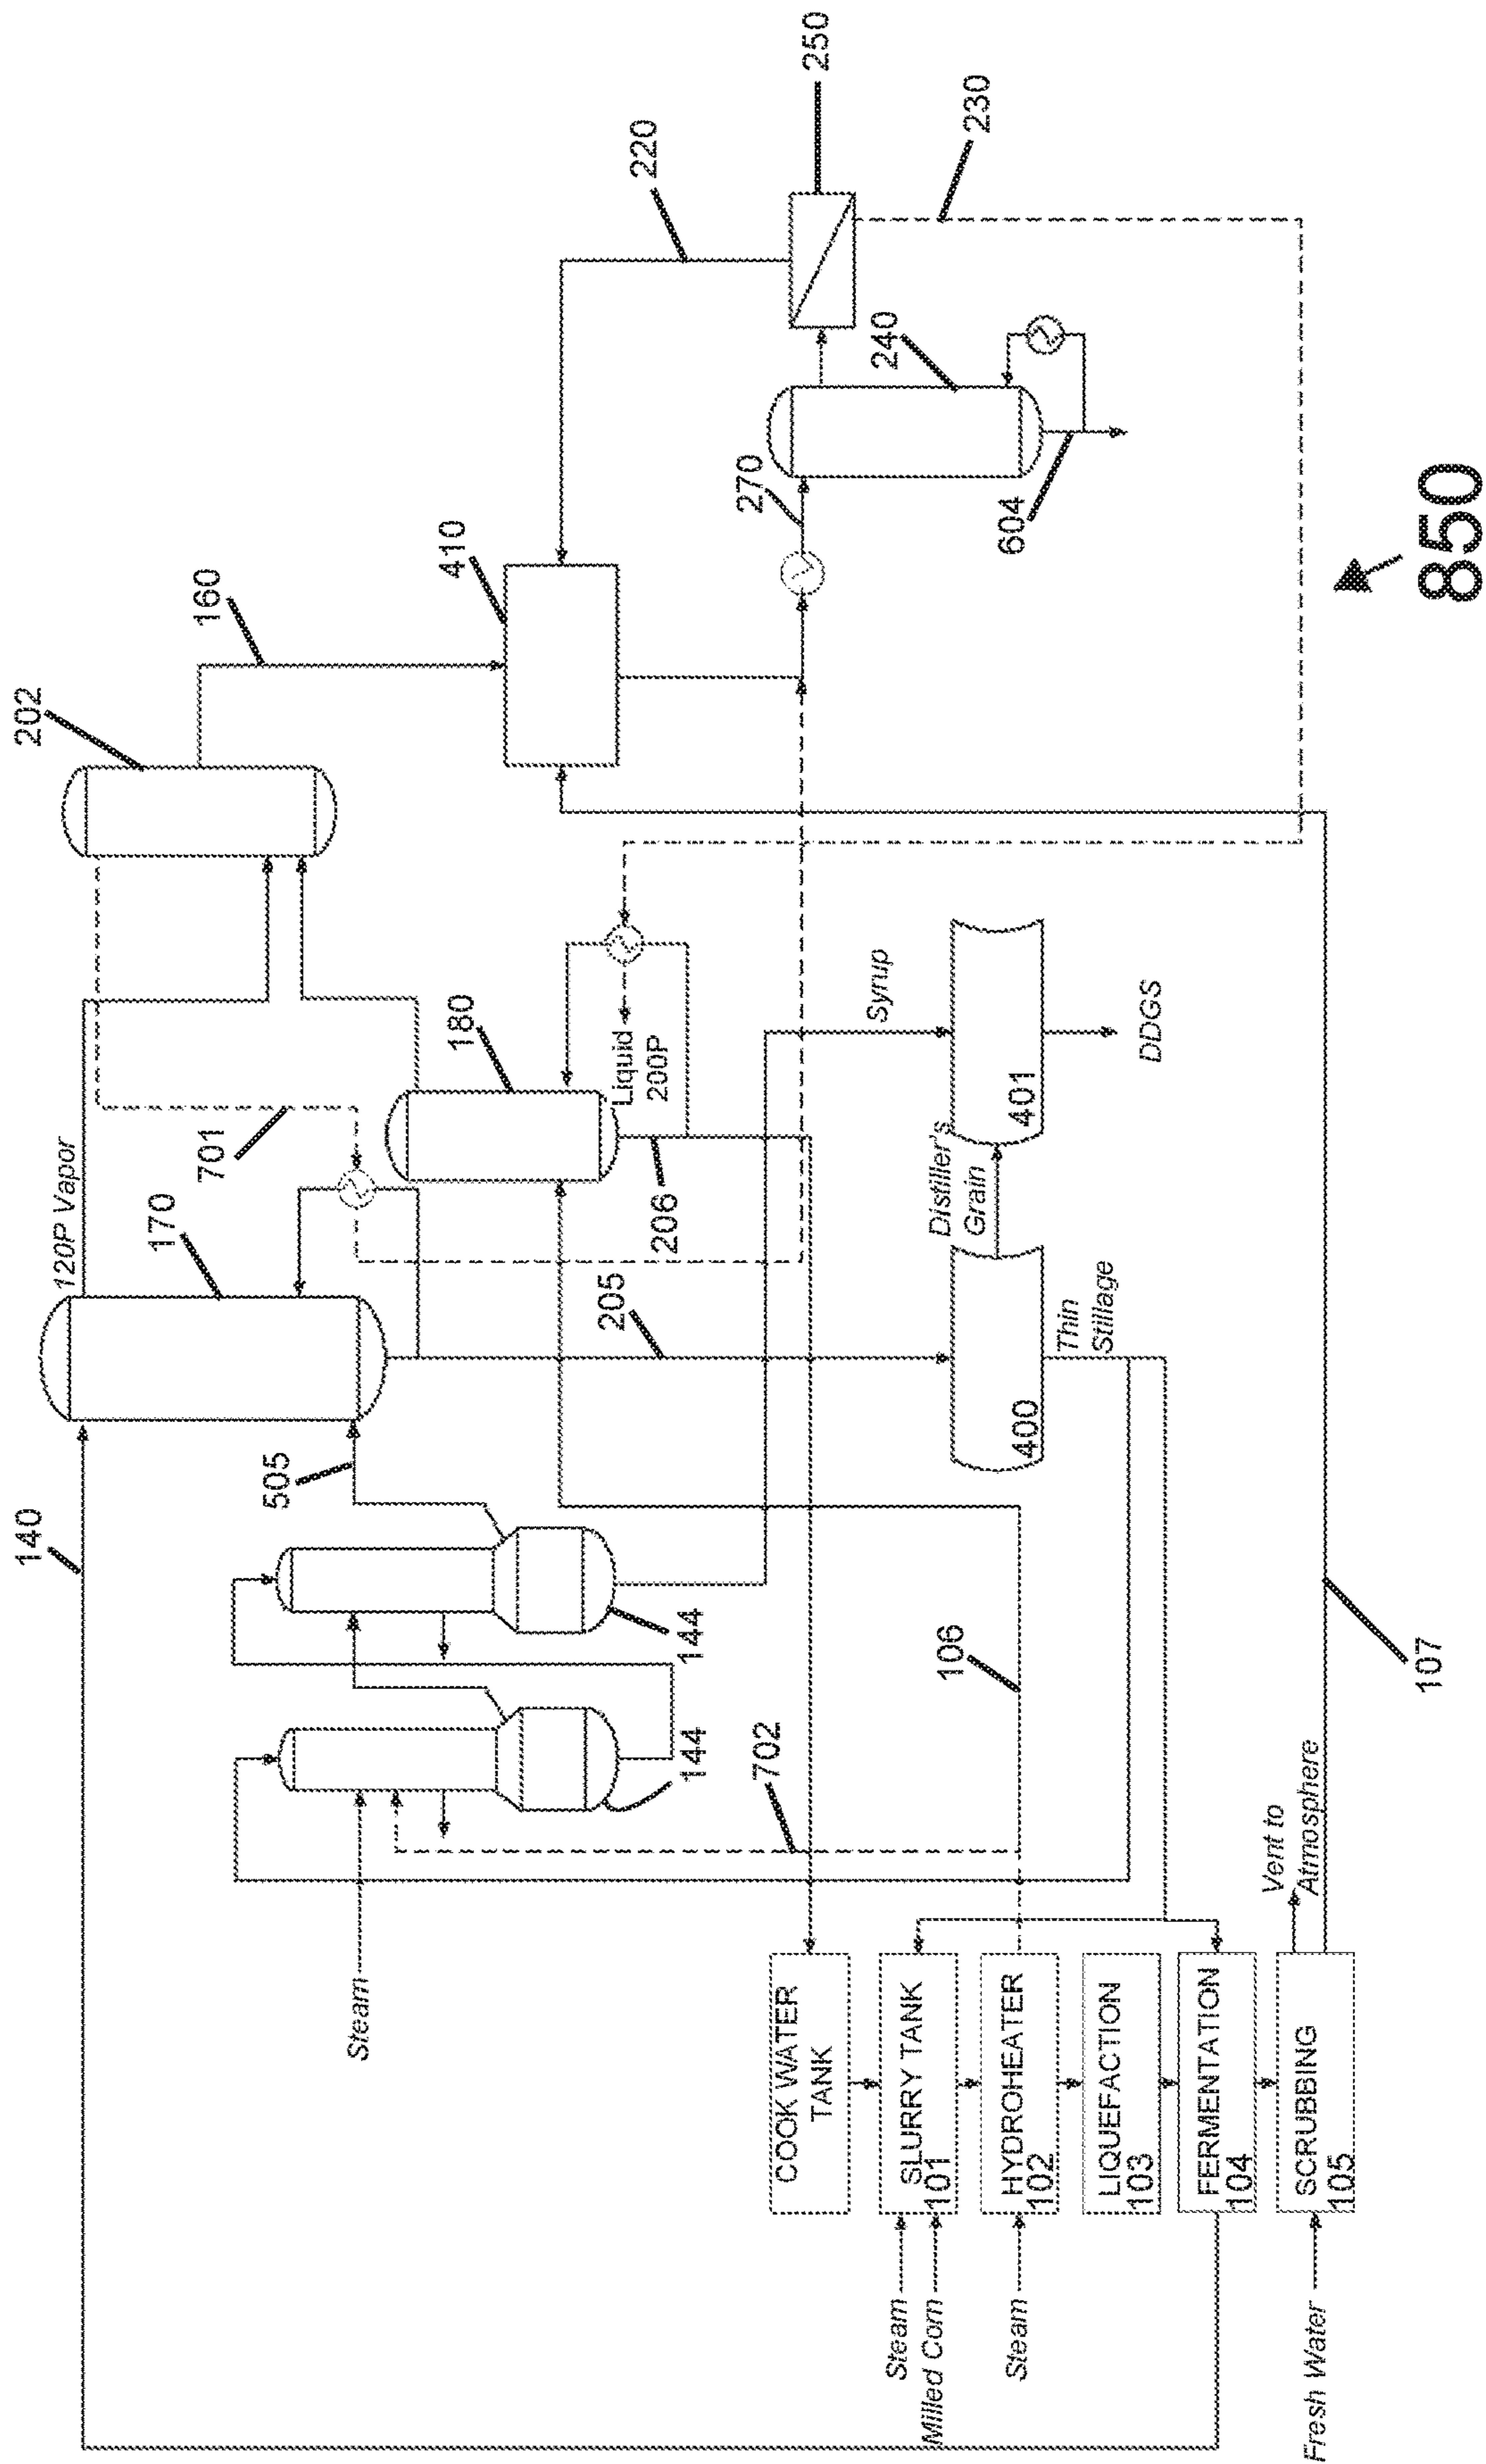 140
170
120P Vapor
701
202
160
410
220
250
230
240
270
604
850
505
144
144
Steam
702
106
205
206
180
Liquid
200P
Syrup
Distiller's
Grain
401
DDGS
400
Thin
Stillage
107
COOK WATER
TANK
Steam
Milled Corn
SLURRY TANK
101
Steam
HYDROHEATER
102
LIQUEFACTION
103
FERMENTATION
104
Fresh Water
SCRUBBING
105
Vent to
Atmosphere